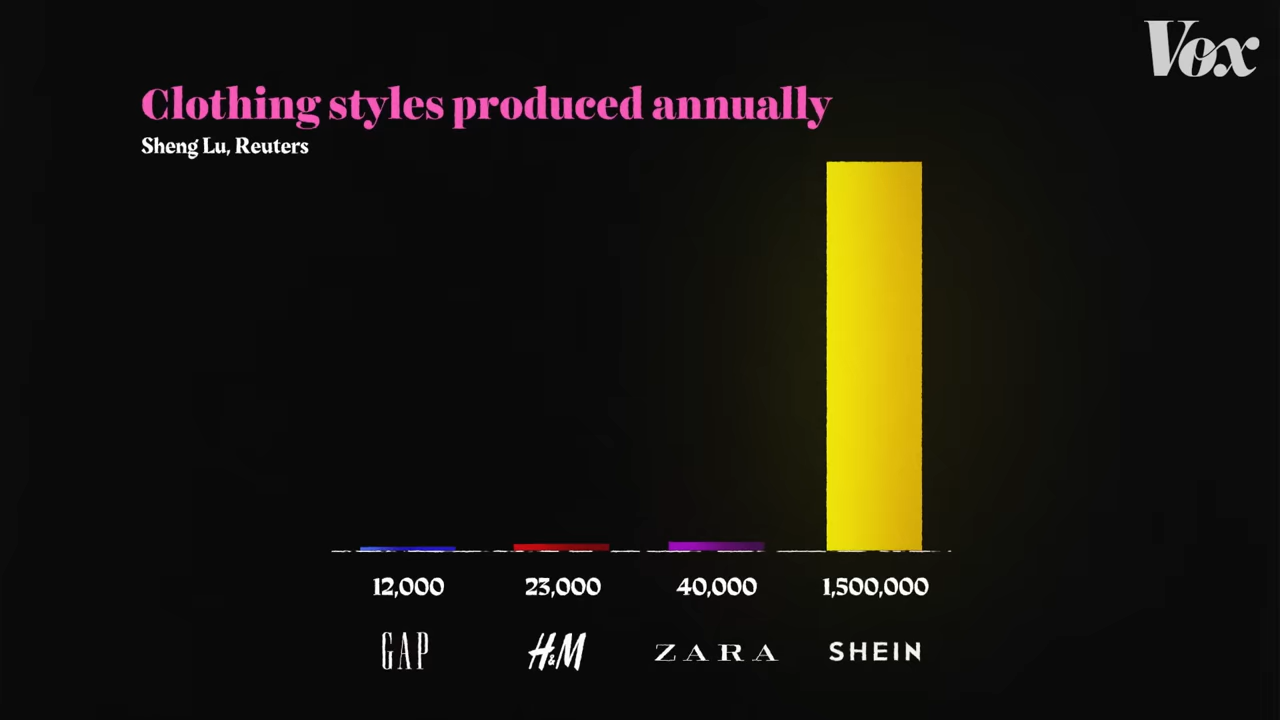 Vox
Clothing styles produced annually
Sheng Lu, Reuters
12,000 23,000 40,000 1,500,000
GAP H&M ZARA SHEIN